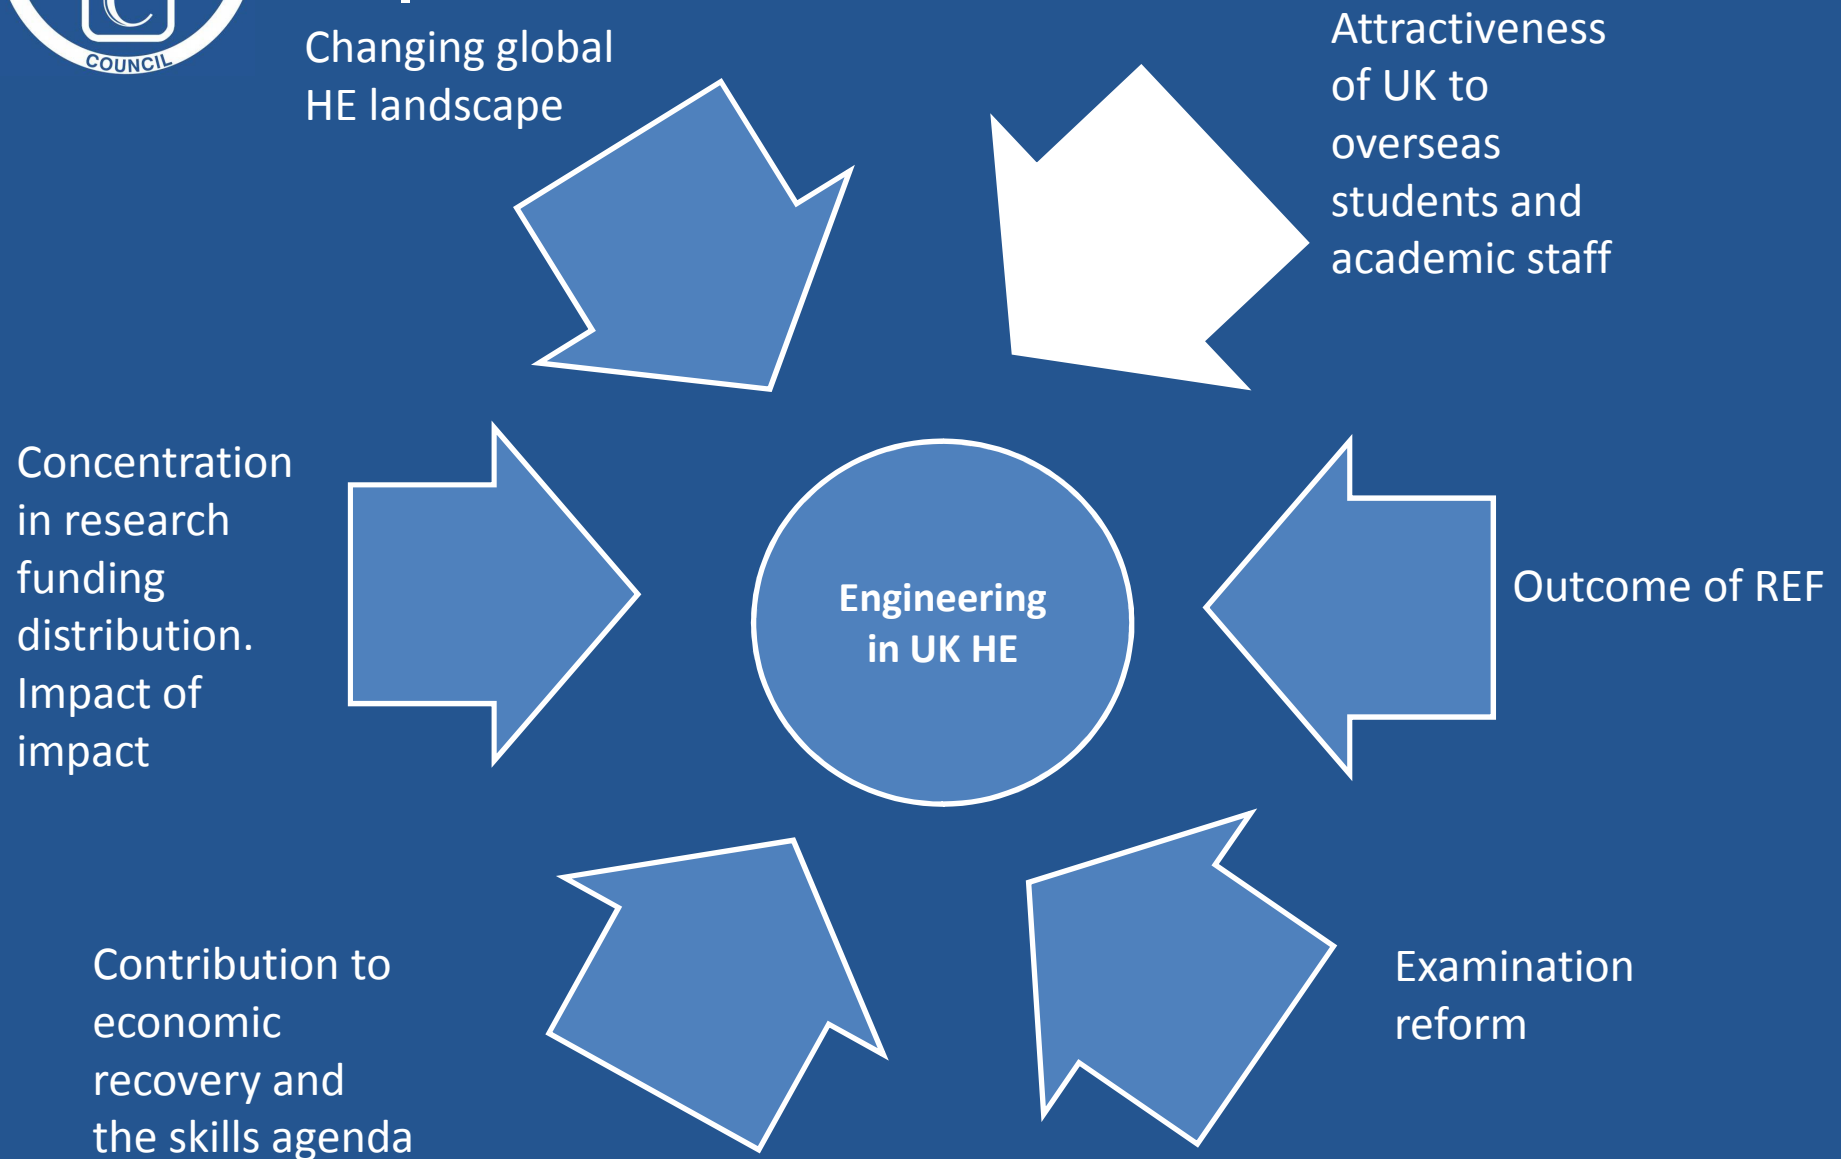 COUNCIL
Changing global
HE landscape
Attractiveness
of UK to
overseas
students and
academic staff
Concentration
in research
funding
distribution.
Impact of
impact
Engineering
in UK HE
Outcome of REF
Contribution to
economic
recovery and
the skills agenda
Examination
reform